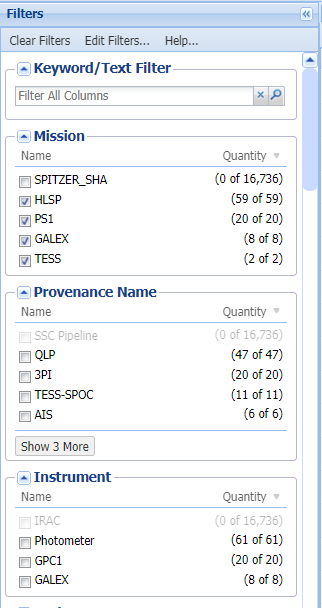 Filters
Clear Filters Edit Filters... Help...
Keyword/Text Filter
Filter All Columns
Mission
Name Quantity
SPITZER_SHA (0 of 16,736)
HLSP (59 of 59)
PS1 (20 of 20)
GALEX (8 of 8)
TESS (2 of 2)
Provenance Name
Name Quantity
SSC Pipeline (0 of 16,736)
QLP (47 of 47)
3PI (20 of 20)
TESS-SPOC (11 of 11)
AIS (6 of 6)
Show 3 More
Instrument
Name Quantity
IRAC (0 of 16,736)
Photometer (61 of 61)
GPC1 (20 of 20)
GALEX (8 of 8)